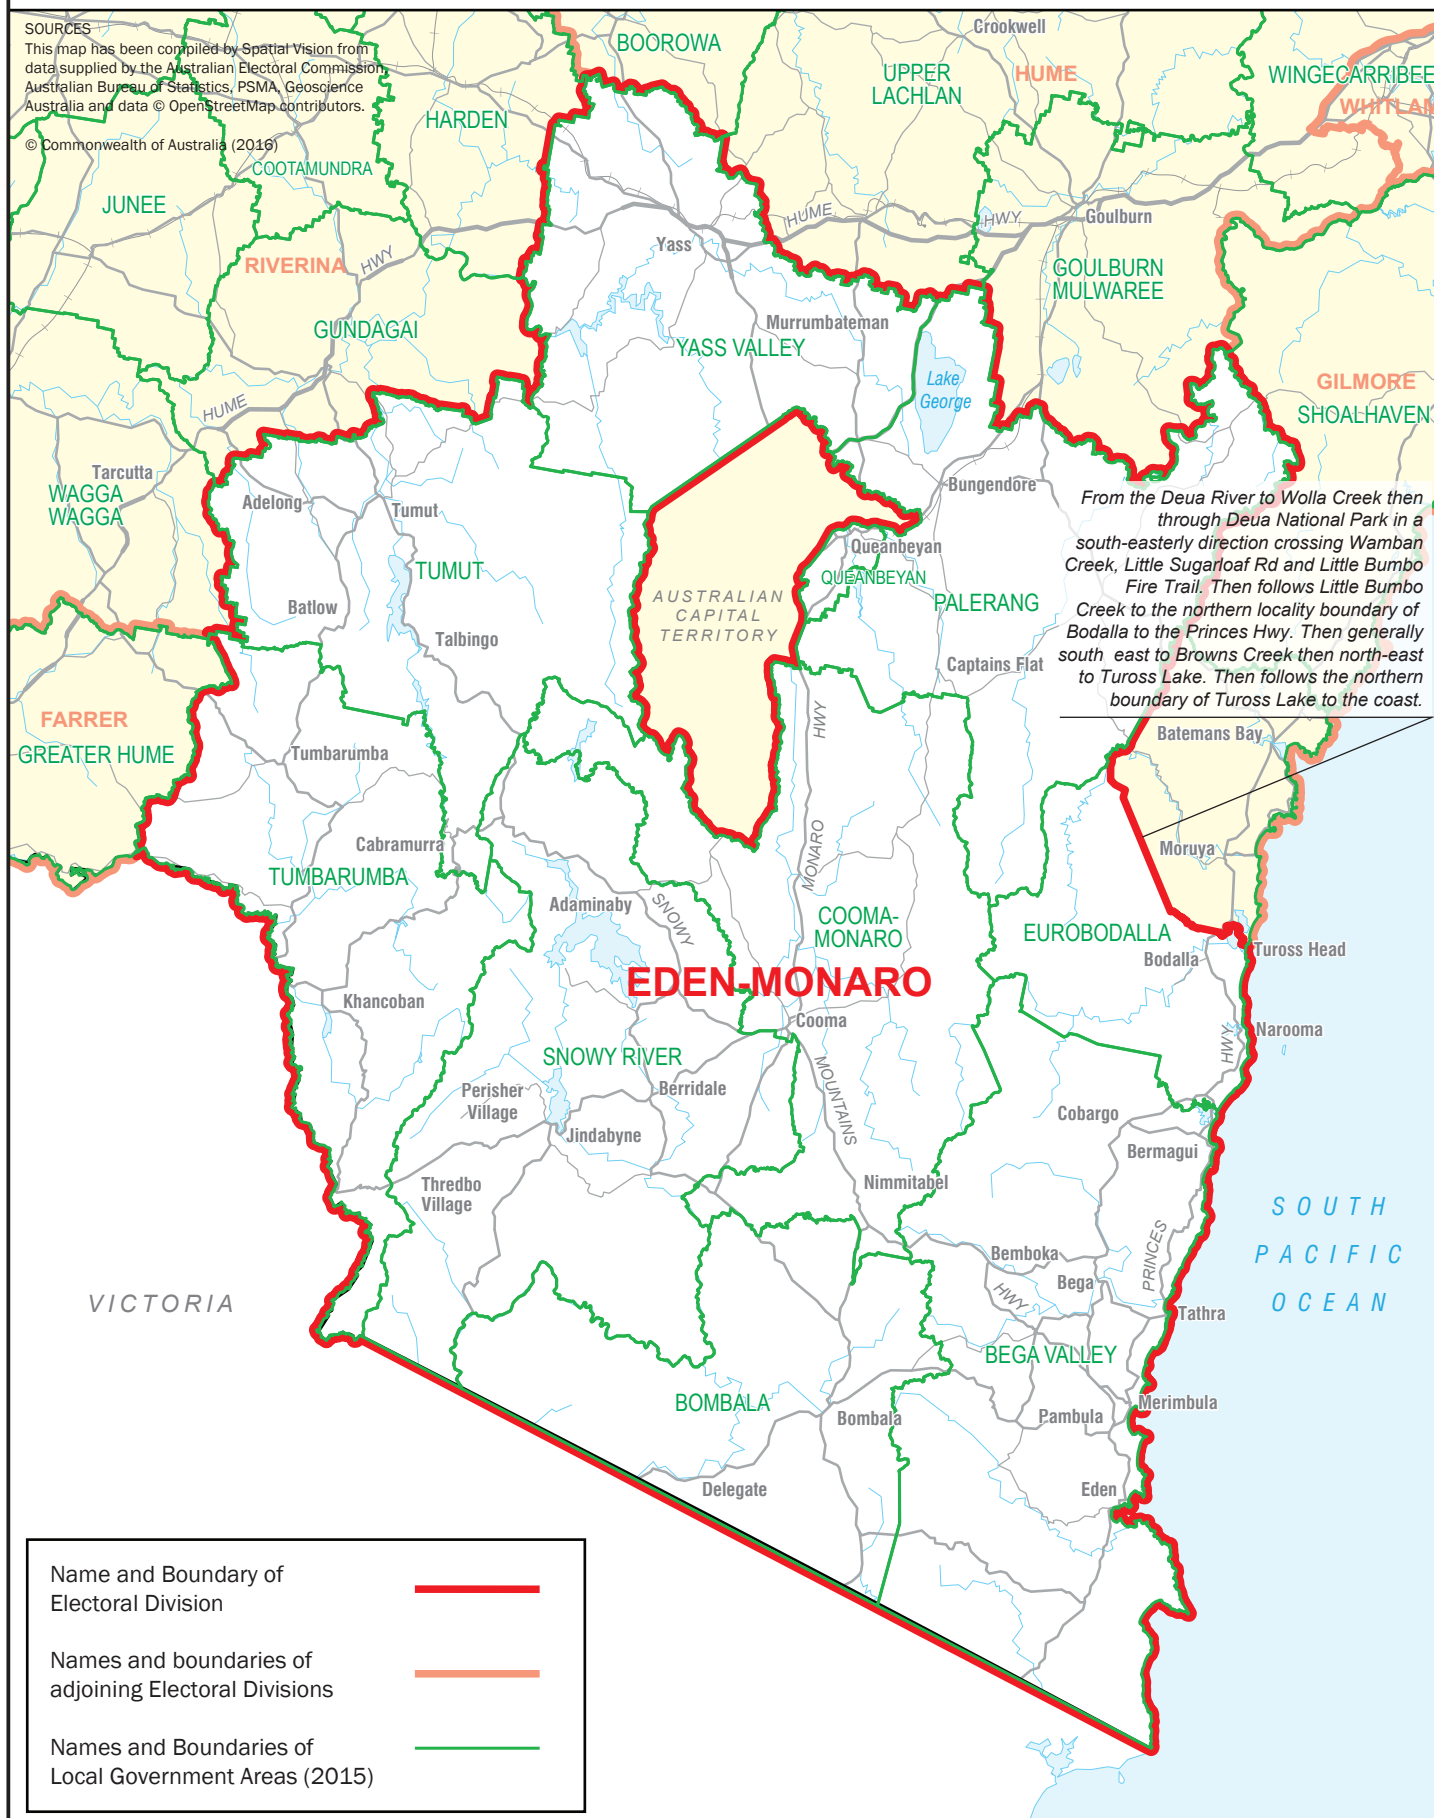 SOURCES
This map has been compiled by Spatial Vision from
data supplied by the Australian Electoral Commission,
Australian Bureau of Statistics, PSMA, Geoscience
Australia and data © OpenStreetMap contributors.
© Commonwealth of Australia (2016)
Crookwell
BOOROWA
UPPER
LACHLAN
HUME
WINGECARRIBEE
WHITLAM
HARDEN
COOTAMUNDRA
JUNEE
HUME
HWY
Goulburn
Yass
RIVERINA
HWY
GOULBURN
MULWAREE
GUNDAGAI
Murrumbateman
YASS VALLEY
Lake
George
GILMORE
SHOALHAVEN
HUME
Tarcutta
WAGGA
WAGGA
Adelong
Tumut
Bungendore
From the Deua River to Wolla Creek then
through Deua National Park in a
south-easterly direction crossing Wamban
Creek, Little Sugarloaf Rd and Little Bumbo
Fire Trail. Then follows Little Bumbo
Creek to the northern locality boundary of
Bodalla to the Princes Hwy. Then generally
south east to Browns Creek then north-east
to Tuross Lake. Then follows the northern
boundary of Tuross Lake to the coast.
Queanbeyan
TUMUT
QUEANBEYAN
AUSTRALIAN
CAPITAL
TERRITORY
PALERANG
Batlow
Talbingo
Captains Flat
FARRER
GREATER HUME
HWY
Batemans Bay
Tumbarumba
Cabramurra
MONARO
Moruya
TUMBARUMBA
Adaminaby
SNOWY
COOMA-
MONARO
EUROBODALLA
Tuross Head
Bodalla
EDEN-MONARO
Khancoban
Cooma
Narooma
HWY
SNOWY RIVER
Perisher
Village
Berridale
MOUNTAINS
Cobargo
Jindabyne
Bermagui
Thredbo
Village
Nimmitabel
SOUTH
PACIFIC
OCEAN
Bemboka
PRINCES
Bega
HWY
VICTORIA
Tathra
BEGA VALLEY
BOMBALA
Bombala
Pambula
Merimbula
Delegate
Eden
Name and Boundary of
Electoral Division
Names and boundaries of
adjoining Electoral Divisions
Names and Boundaries of
Local Government Areas (2015)